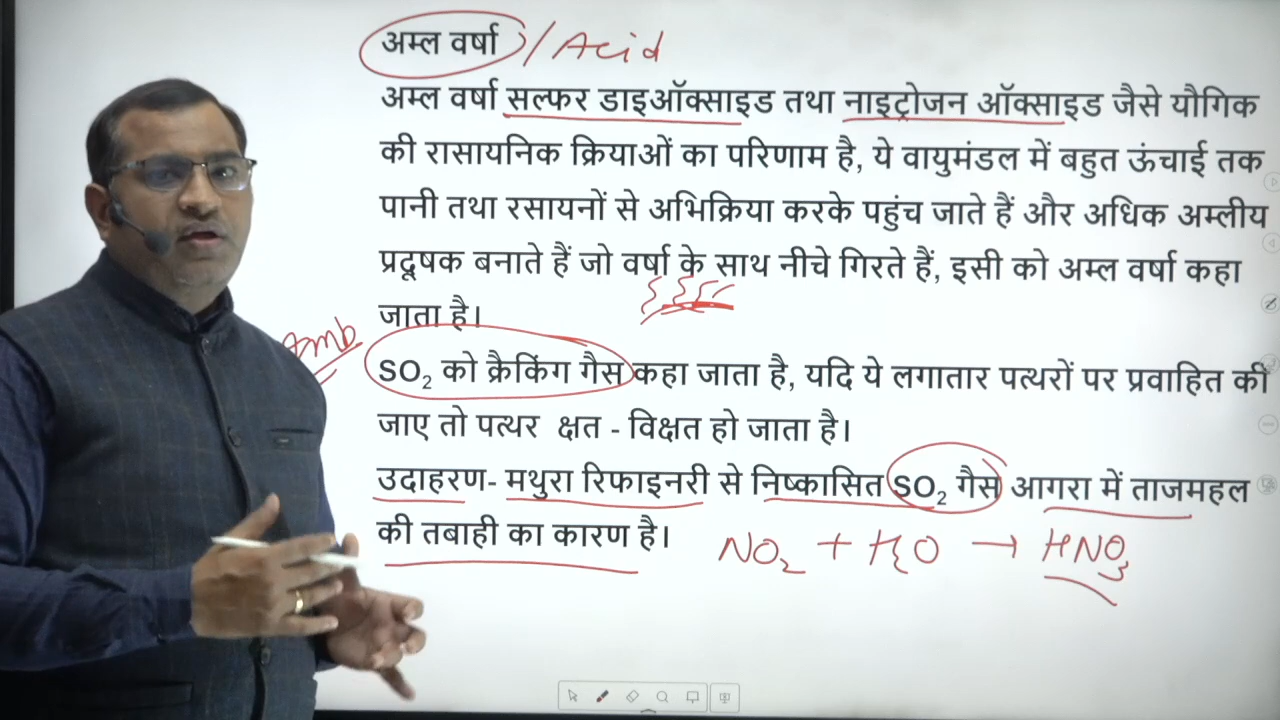 अम्ल वर्षा / Acid
अम्ल वर्षा सल्फर डाइऑक्साइड तथा नाइट्रोजन ऑक्साइड जैसे यौगिक
की रासायनिक क्रियाओं का परिणाम है, ये वायुमंडल में बहुत ऊंचाई तक
पानी तथा रसायनों से अभिक्रिया करके पहुंच जाते हैं और अधिक अम्लीय
प्रदूषक बनाते हैं जो वर्षा के साथ नीचे गिरते हैं, इसी को अम्ल वर्षा कहा
जाता है।
SO₂ को क्रैकिंग गैस कहा जाता है, यदि ये लगातार पत्थरों पर प्रवाहित की
जाए तो पत्थर क्षत - विक्षत हो जाता है।
उदाहरण- मथुरा रिफाइनरी से निष्कासित SO₂ गैस आगरा में ताजमहल
की तबाही का कारण है।
NO₂ + H₂O → HNO₃